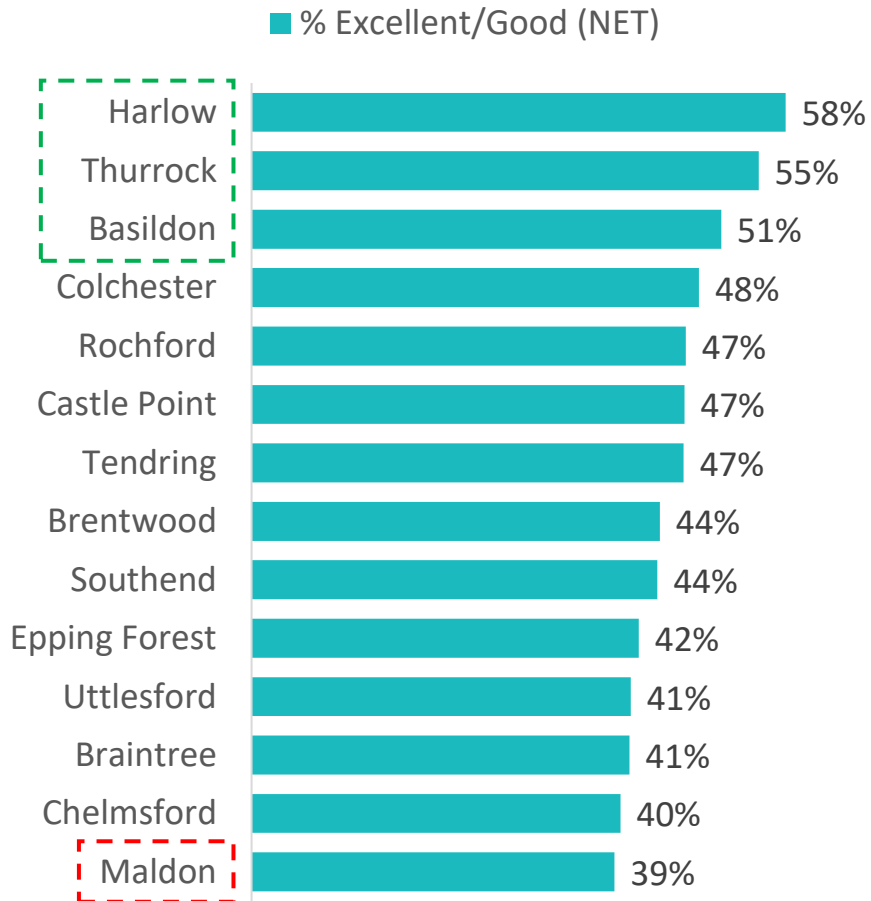 % Excellent/Good (NET)
Harlow 58%
Thurrock 55%
Basildon 51%
Colchester 48%
Rochford 47%
Castle Point 47%
Tendring 47%
Brentwood 44%
Southend 44%
Epping Forest 42%
Uttlesford 41%
Braintree 41%
Chelmsford 40%
Maldon 39%